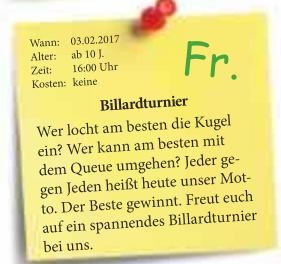 Wann: 03.02.2017
Alter: ab 10 J.
Zeit: 16:00 Uhr
Kosten: keine
Fr.
Billardturnier
Wer locht am besten die Kugel
ein? Wer kann am besten mit
dem Queue umgehen? Jeder ge-
gen Jeden heißt heute unser Mot-
to. Der Beste gewinnt. Freut euch
auf ein spannendes Billardturnier
bei uns.